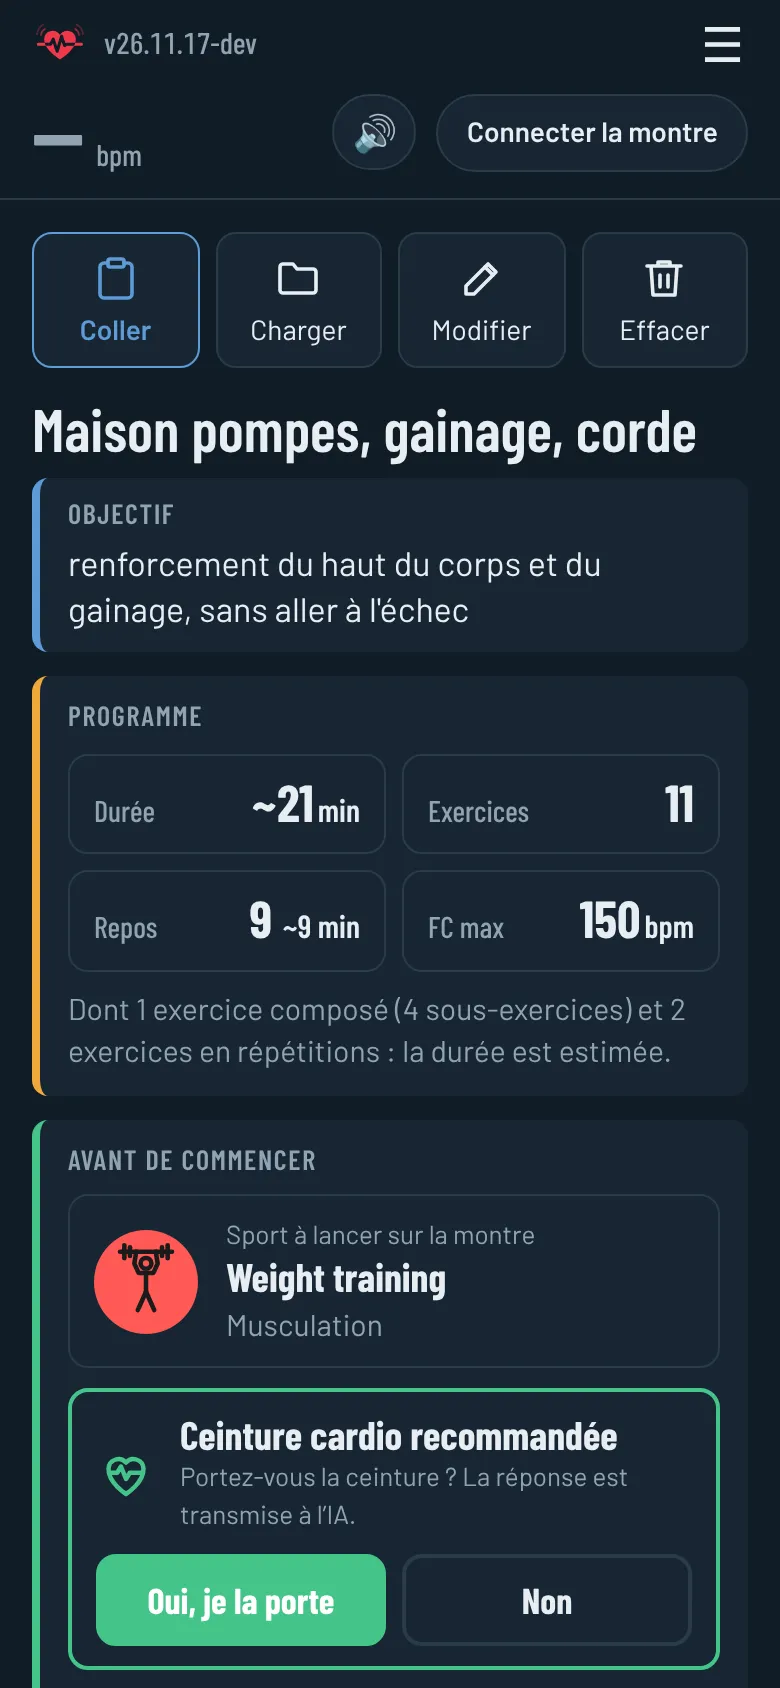 v26.11.17-dev
bpm
Connecter la montre
Coller
Charger
Modifier
Effacer
Maison pompes, gainage, corde
OBJECTIF
renforcement du haut du corps et du
gainage, sans aller à l'échec
PROGRAMME
Durée ~21 min
Exercices 11
Repos 9 ~9 min
FC max 150 bpm
Dont 1 exercice composé (4 sous-exercices) et 2
exercices en répétitions : la durée est estimée.
AVANT DE COMMENCER
Sport à lancer sur la montre
Weight training
Musculation
Ceinture cardio recommandée
Portez-vous la ceinture ? La réponse est
transmise à l’IA.
Oui, je la porte
Non